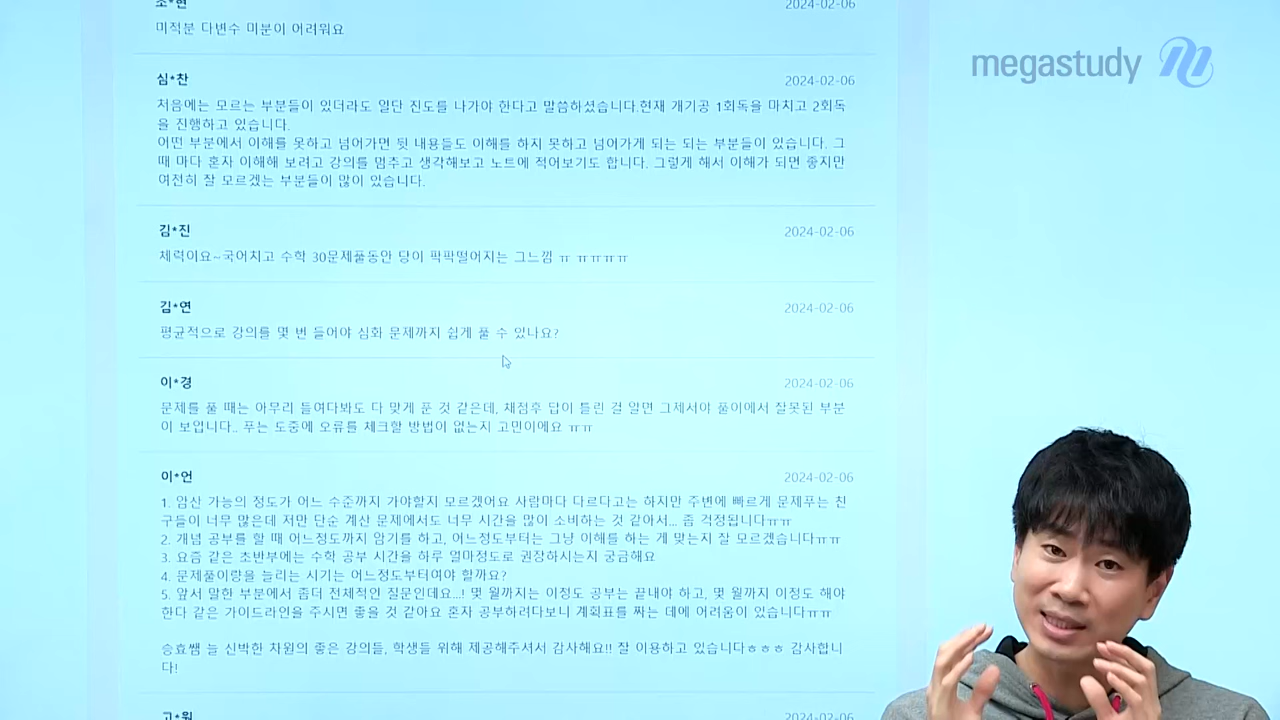 조*현 2024-02-06
미적분 다변수 미분이 어려워요
megastudy
심*찬 2024-02-06
처음에는 모르는 부분들이 있더라도 일단 진도를 나가야 한다고 말씀하셨습니다.현재 개기공 1회독을 마치고 2회독
을 진행하고 있습니다.
어떤 부분에서 이해를 못하고 넘어가면 뒷 내용들도 이해를 하지 못하고 넘어가게 되는 되는 부분들이 있습니다. 그
때 마다 혼자 이해해 보려고 강의를 멈추고 생각해보고 노트에 적어보기도 합니다. 그렇게 해서 이해가 되면 좋지만
여전히 잘 모르겠는 부분들이 많이 있습니다.
김*진 2024-02-06
체력이요~국어치고 수학 30문제풀동안 당이 팍팍떨어지는 그느낌 ㅠ ㅠㅠㅠㅠ
김*연 2024-02-06
평균적으로 강의를 몇 번 들어야 심화 문제까지 쉽게 풀 수 있나요?
이*경 2024-02-06
문제를 풀 때는 아무리 들여다봐도 다 맞게 푼 것 같은데, 채점후 답이 틀린 걸 알면 그제서야 풀이에서 잘못된 부분
이 보입니다.. 푸는 도중에 오류를 체크할 방법이 없는지 고민이에요 ㅠㅠ
이*언 2024-02-06
1. 암산 가능의 정도가 어느 수준까지 가야할지 모르겠어요 사람마다 다르다고는 하지만 주변에 빠르게 문제푸는 친
구들이 너무 많은데 저만 단순 계산 문제에서도 너무 시간을 많이 소비하는 것 같아서... 좀 걱정됩니다ㅠㅠ
2. 개념 공부를 할 때 어느정도까지 암기를 하고, 어느정도부터는 그냥 이해를 하는 게 맞는지 잘 모르겠습니다ㅠㅠ
3. 요즘 같은 초반부에는 수학 공부 시간을 하루 얼마정도로 권장하시는지 궁금해요
4. 문제풀이량을 늘리는 시기는 어느정도부터여야 할까요?
5. 앞서 말한 부분에서 좀더 전체적인 질문인데요...! 몇 월까지는 이정도 공부는 끝내야 하고, 몇 월까지 이정도 해야
한다 같은 가이드라인을 주시면 좋을 것 같아요 혼자 공부하려다보니 계획표를 짜는 데에 어려움이 있습니다ㅠㅠ
승효쌤 늘 신박한 차원의 좋은 강의들, 학생들 위해 제공해주셔서 감사해요!! 잘 이용하고 있습니다ㅎㅎㅎ 감사합니
다!
고*원 2024-02-06